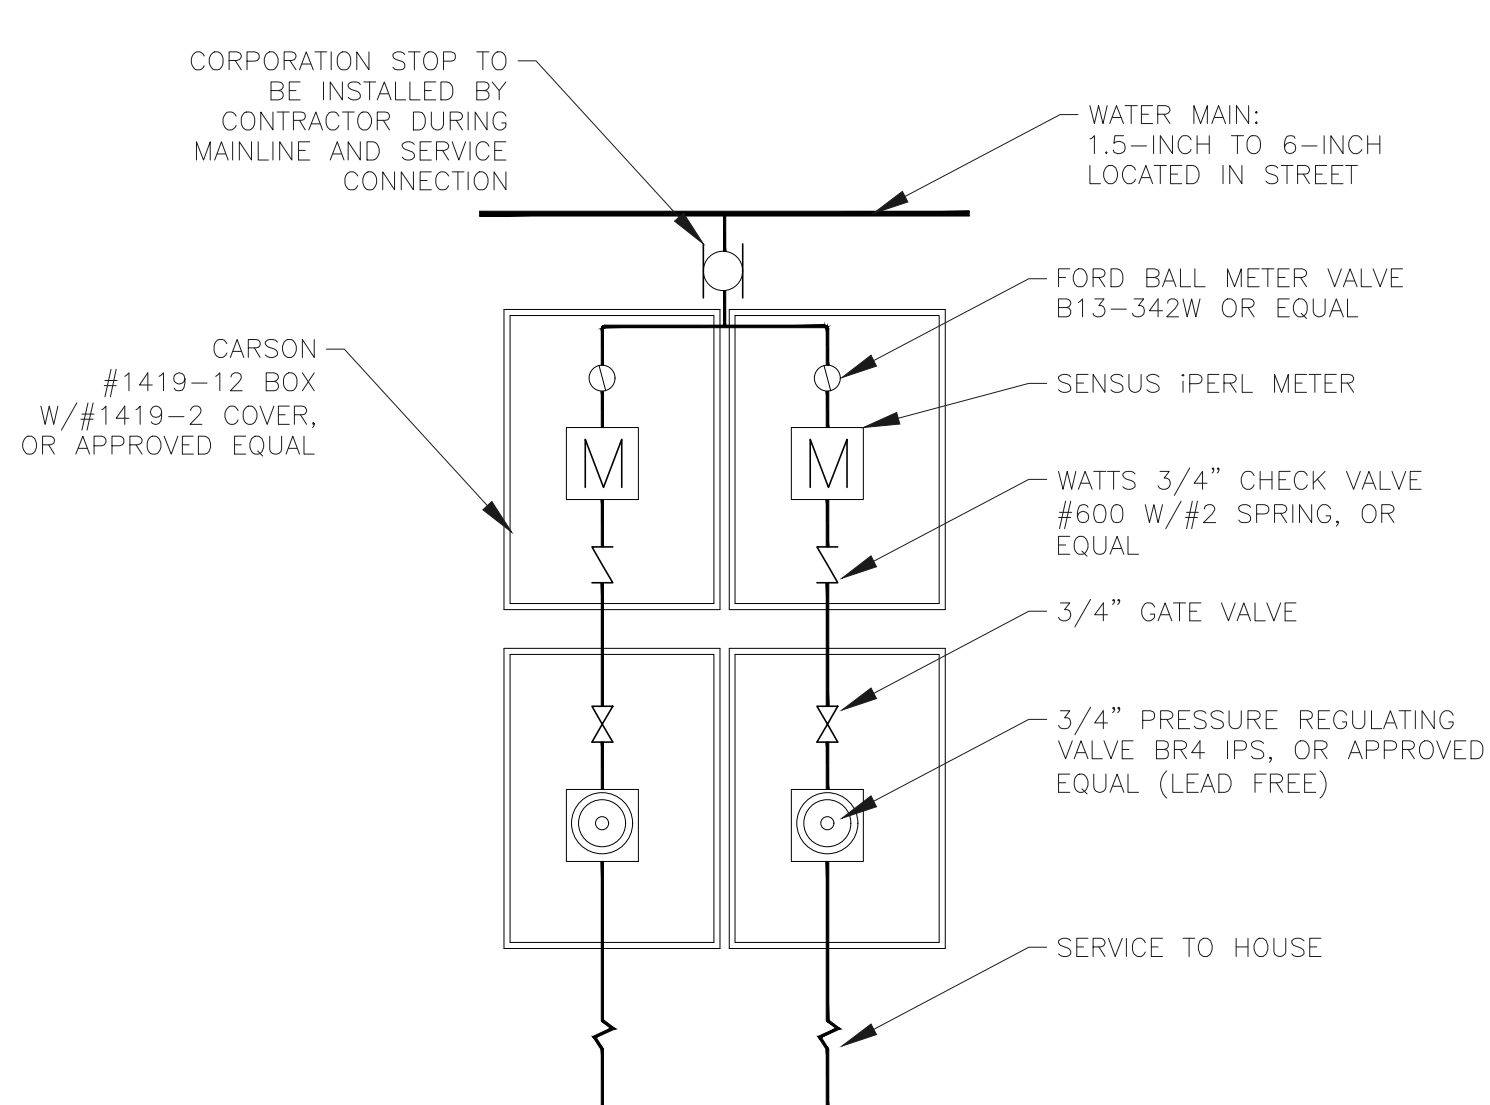 CORPORATION STOP TO
BE INSTALLED BY
CONTRACTOR DURING
MAINLINE AND SERVICE
CONNECTION
WATER MAIN:
1.5-INCH TO 6-INCH
LOCATED IN STREET
FORD BALL METER VALVE
B13-342W OR EQUAL
CARSON
#1419-12 BOX
W/#1419-2 COVER,
OR APPROVED EQUAL
SENSUS iPERL METER
M
M
WATTS 3/4" CHECK VALVE
#600 W/#2 SPRING, OR
EQUAL
3/4" GATE VALVE
3/4" PRESSURE REGULATING
VALVE BR4 IPS, OR APPROVED
EQUAL (LEAD FREE)
SERVICE TO HOUSE